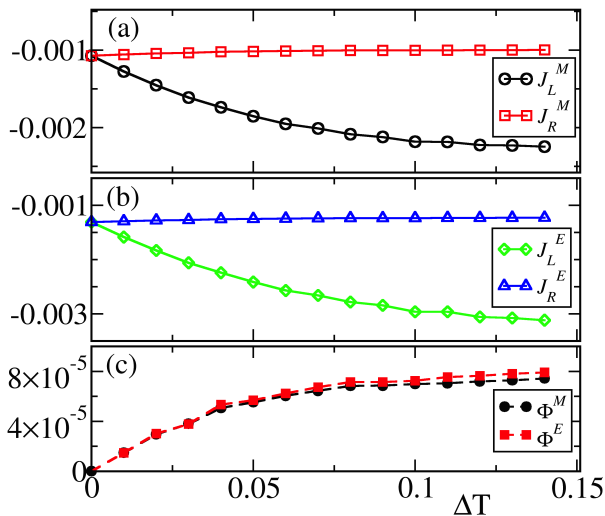 (a)
-0.001
-0.002
J_L^M
J_R^M
(b)
-0.001
-0.003
J_L^E
J_R^E
(c)
8×10^-5
4×10^-5
0
Φ^M
Φ^E
0 0.05 0.1 0.15
ΔT